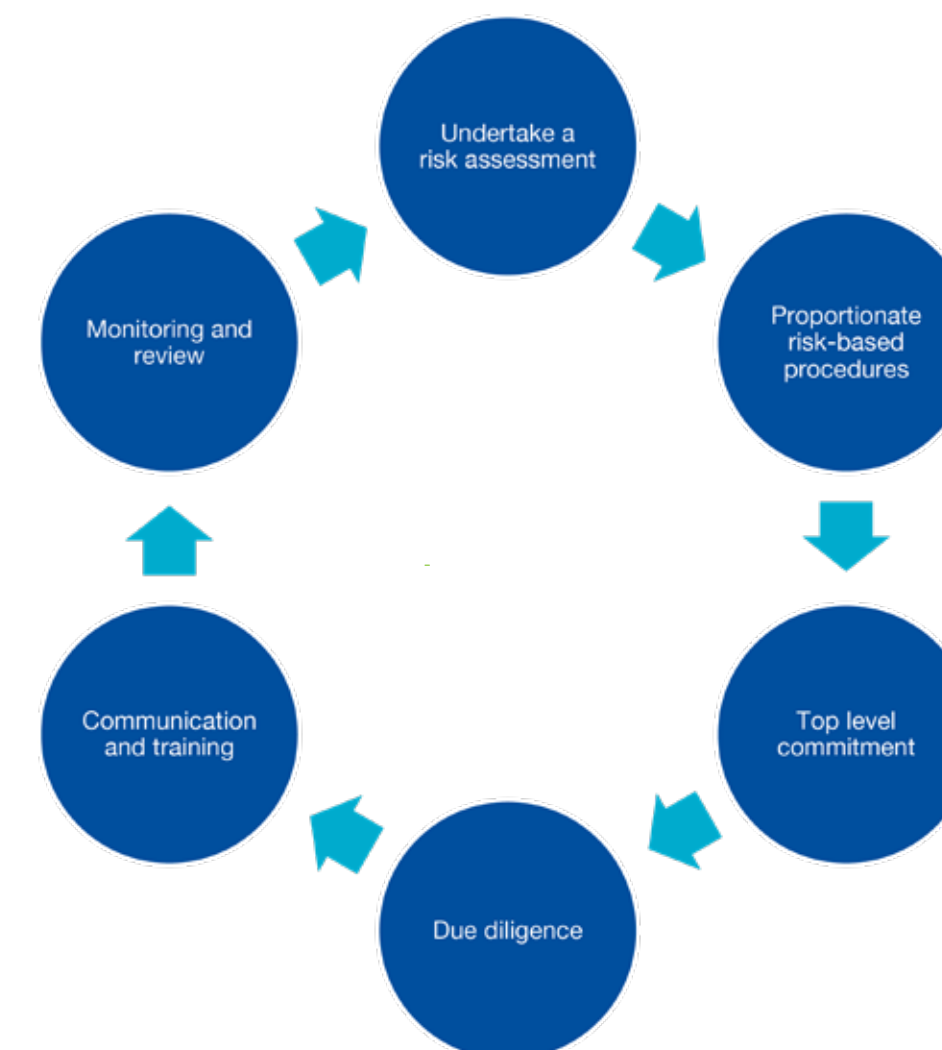 Undertake a
risk assessment
Proportionate
risk-based
procedures
Top level
commitment
Due diligence
Communication
and training
Monitoring and
review